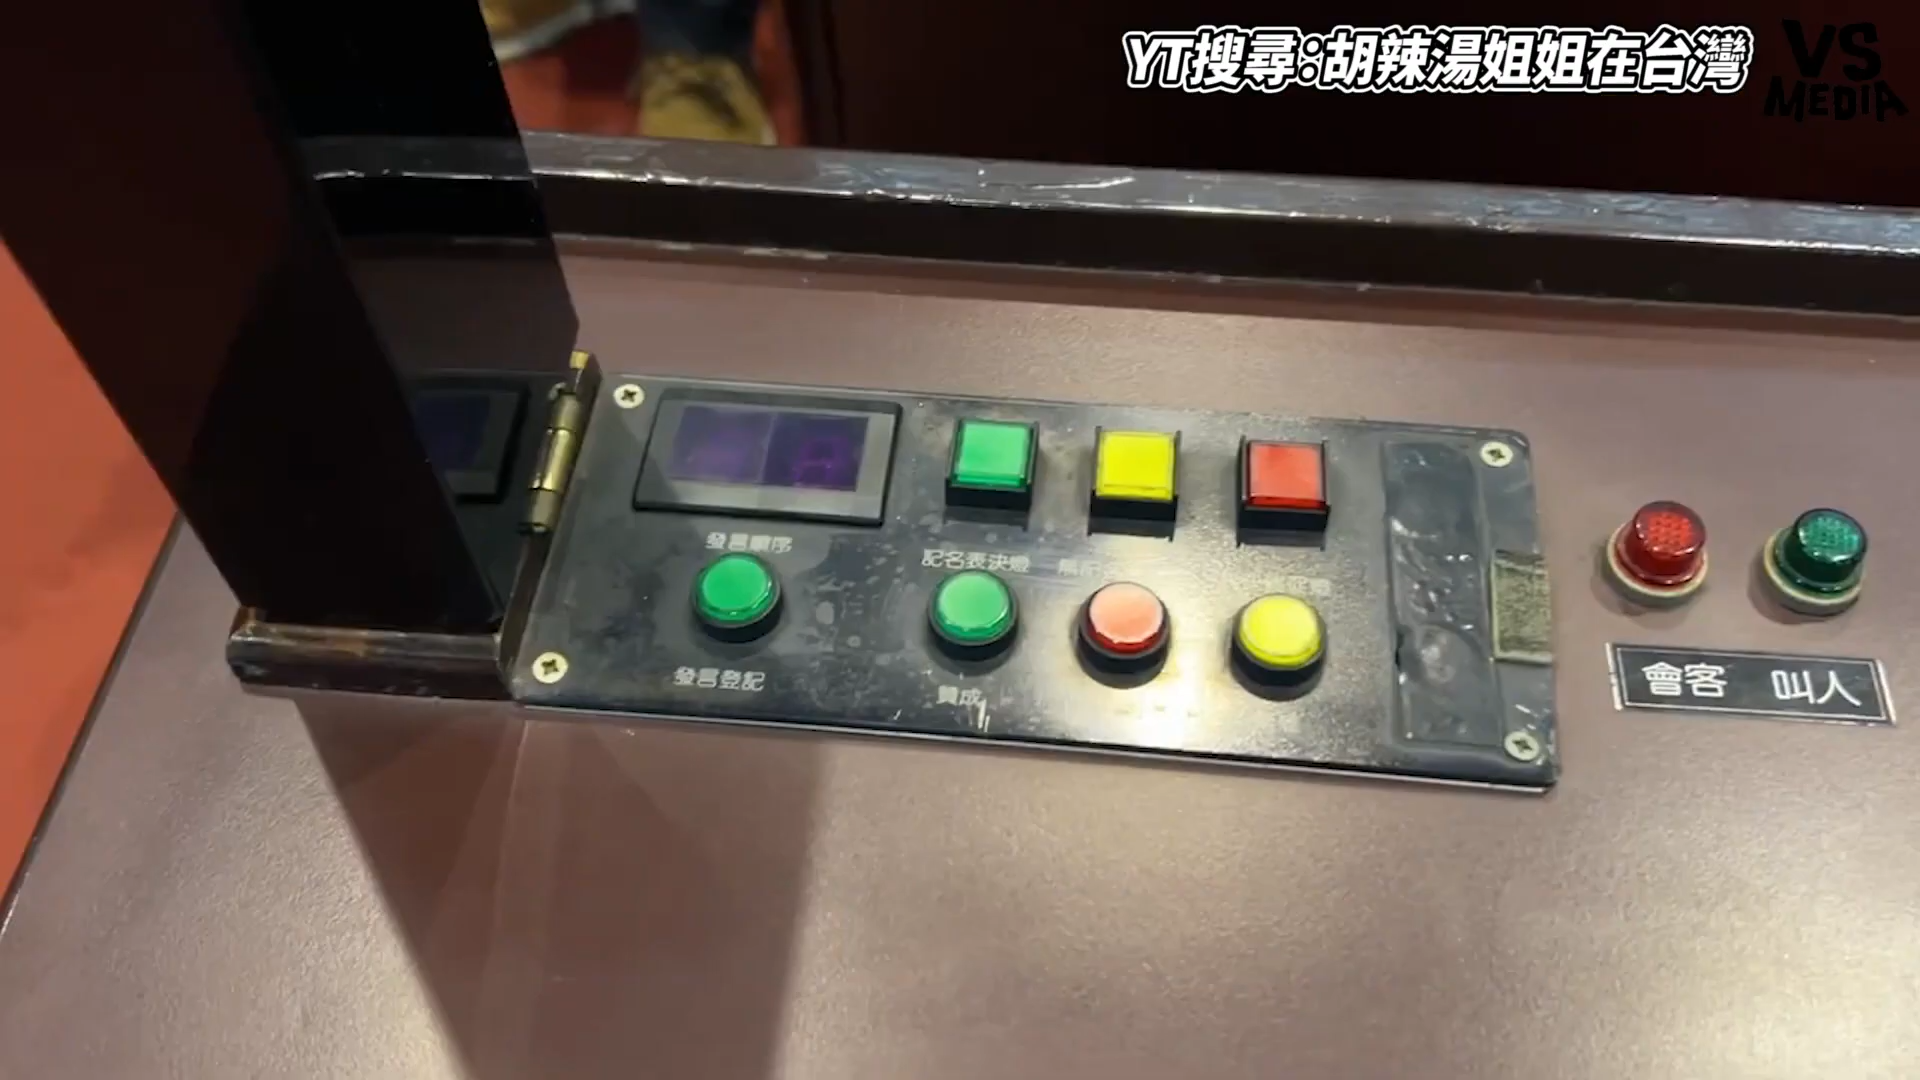 YT搜尋:胡辣湯姐姐在台灣
VS
MEDIA
發言順序
記名表決燈
發言登記
贊成
會客 叫人